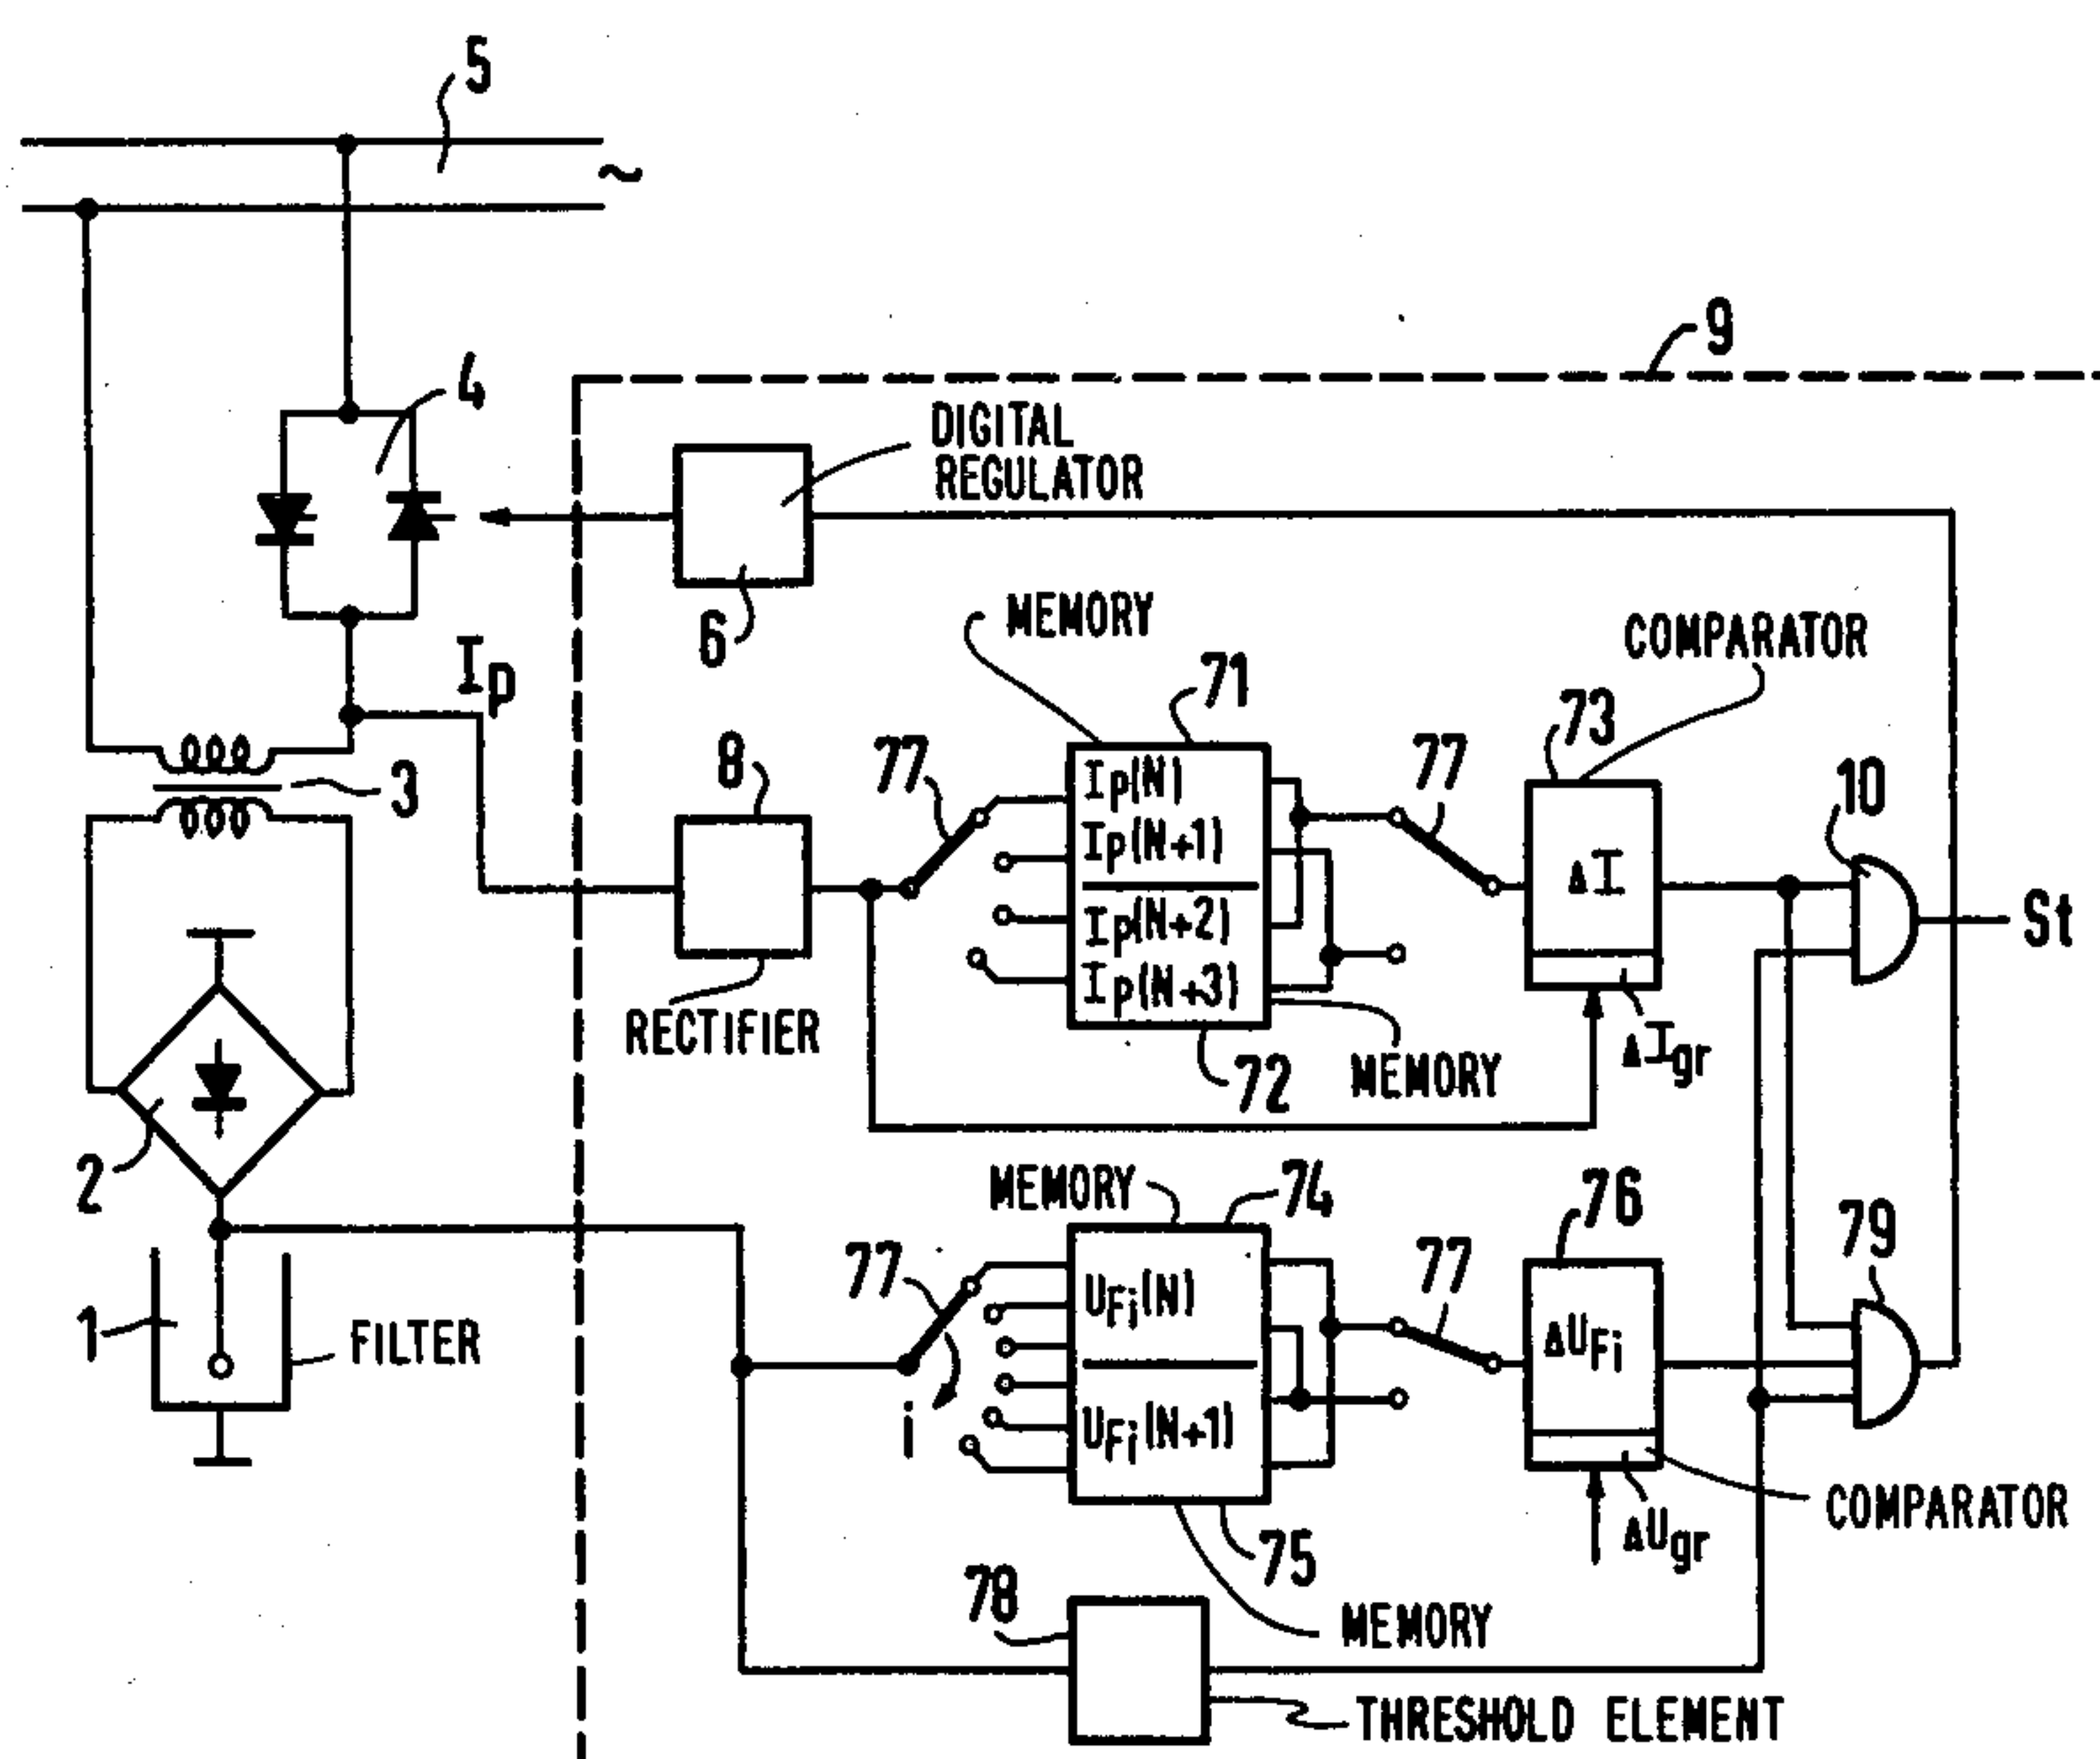 5
~
9
4
DIGITAL
REGULATOR
6
MEMORY
COMPARATOR
Ip
71
73
8
77
77
3
10
Ip(N)
Ip(N+1)
Ip(N+2)
Ip(N+3)
ΔI
St
RECTIFIER
72
MEMORY
ΔIgr
2
MEMORY
74
76
79
77
77
1
FILTER
UFi(N)
ΔUFi
i
UFi(N+1)
COMPARATOR
ΔUgr
75
78
MEMORY
THRESHOLD ELEMENT